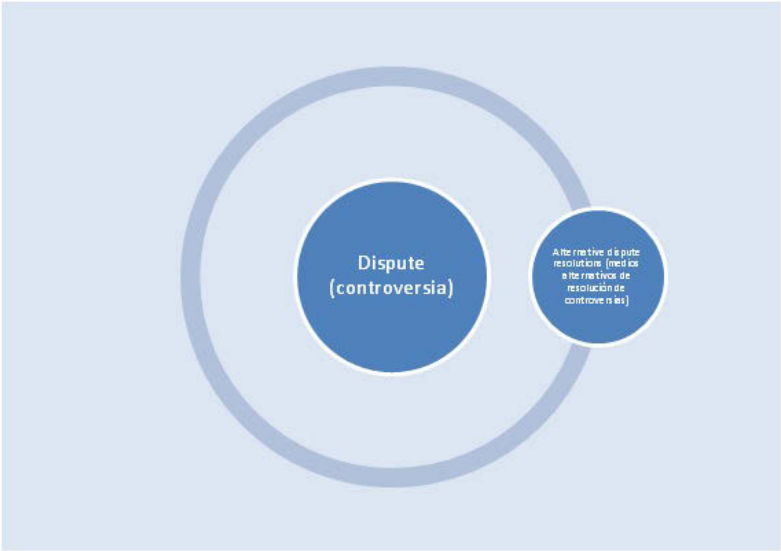 Dispute
(controversia)
Alternative dispute
resolutions (medios
alternativos de
resolución de
controversias)